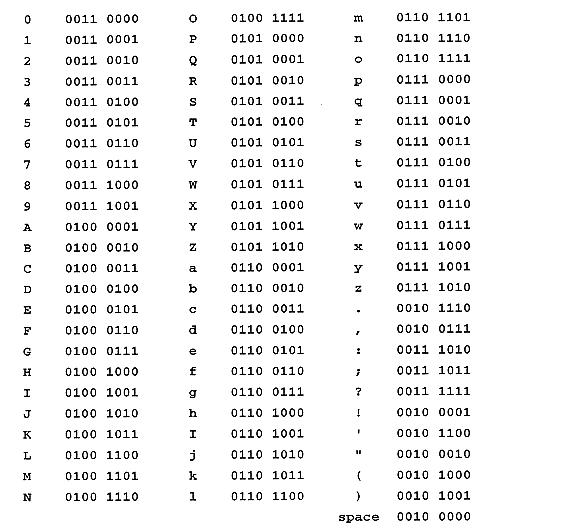 0 0011 0000 O 0100 1111 m 0110 1101
1 0011 0001 P 0101 0000 n 0110 1110
2 0011 0010 Q 0101 0001 o 0110 1111
3 0011 0011 R 0101 0010 p 0111 0000
4 0011 0100 S 0101 0011 q 0111 0001
5 0011 0101 T 0101 0100 r 0111 0010
6 0011 0110 U 0101 0101 s 0111 0011
7 0011 0111 V 0101 0110 t 0111 0100
8 0011 1000 W 0101 0111 u 0111 0101
9 0011 1001 X 0101 1000 v 0111 0110
A 0100 0001 Y 0101 1001 w 0111 0111
B 0100 0010 Z 0101 1010 x 0111 1000
C 0100 0011 a 0110 0001 y 0111 1001
D 0100 0100 b 0110 0010 z 0111 1010
E 0100 0101 c 0110 0011 . 0010 1110
F 0100 0110 d 0110 0100 , 0010 0111
G 0100 0111 e 0110 0101 : 0011 1010
H 0100 1000 f 0110 0110 ; 0011 1011
I 0100 1001 g 0110 0111 ? 0011 1111
J 0100 1010 h 0110 1000 ! 0010 0001
K 0100 1011 I 0110 1001 ' 0010 1100
L 0100 1100 j 0110 1010 " 0010 0010
M 0100 1101 k 0110 1011 ( 0010 1000
N 0100 1110 l 0110 1100 ) 0010 1001
space 0010 0000